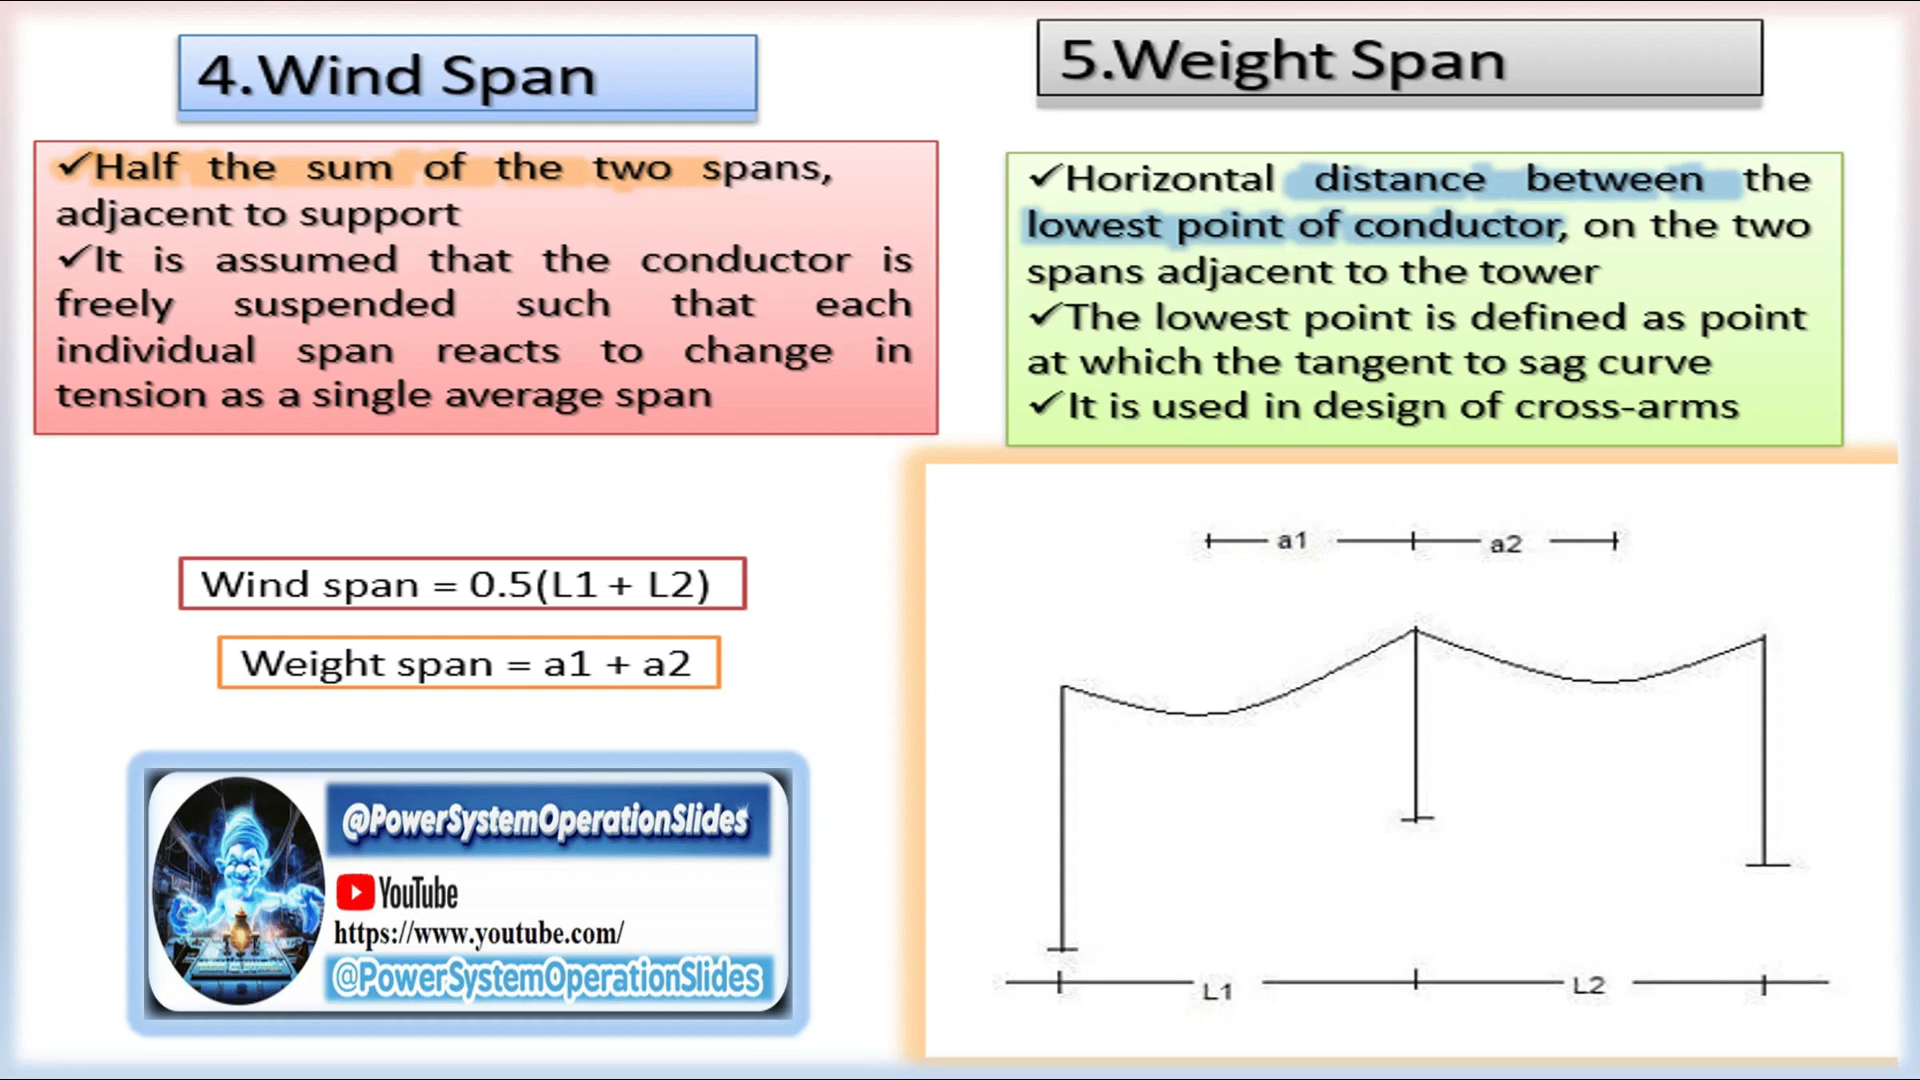 4.Wind Span
✓Half the sum of the two spans,
adjacent to support
✓It is assumed that the conductor is
freely suspended such that each
individual span reacts to change in
tension as a single average span
Wind span = 0.5(L1 + L2)
Weight span = a1 + a2
@PowerSystemOperationSlides
YouTube
https://www.youtube.com/
@PowerSystemOperationSlides
5.Weight Span
✓Horizontal distance between the
lowest point of conductor, on the two
spans adjacent to the tower
✓The lowest point is defined as point
at which the tangent to sag curve
✓It is used in design of cross-arms
a1 a2
L1 L2